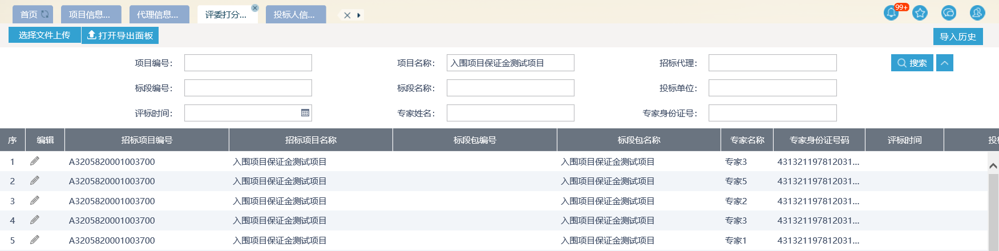 首页 项目信息... 代理信息... 评委打分... 投标人信... 99+
选择文件上传 打开导出面板 导入历史
项目编号： 项目名称： 入围项目保证金测试项目 招标代理： 搜索
标段编号： 标段名称： 投标单位：
评标时间： 专家姓名： 专家身份证号：
序 编辑 招标项目编号 招标项目名称 标段包编号 标段包名称 专家名称 专家身份证号码 评标时间
1 A3205820001003700 入围项目保证金测试项目 入围项目保证金测试项目 专家3 431321197812031...
2 A3205820001003700 入围项目保证金测试项目 入围项目保证金测试项目 专家5 431321197812031...
3 A3205820001003700 入围项目保证金测试项目 入围项目保证金测试项目 专家2 431321197812031...
4 A3205820001003700 入围项目保证金测试项目 入围项目保证金测试项目 专家3 431321197812031...
5 A3205820001003700 入围项目保证金测试项目 入围项目保证金测试项目 专家1 431321197812031...